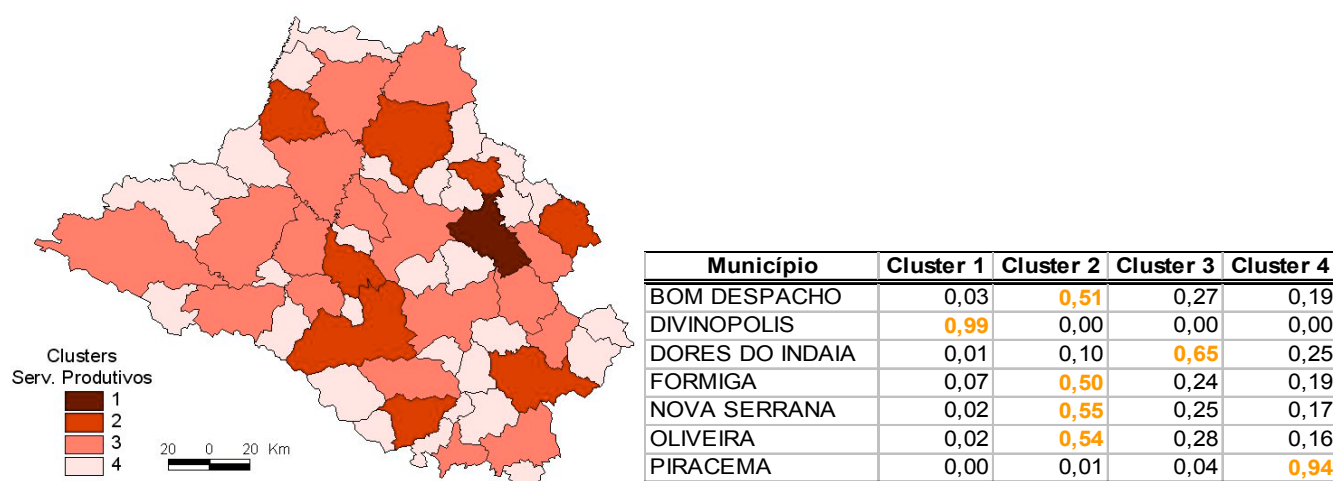 Clusters
Serv. Produtivos
1
2
3
4
20 0 20 Km
Município Cluster 1 Cluster 2 Cluster 3 Cluster 4
BOM DESPACHO 0,03 0,51 0,27 0,19
DIVINOPOLIS 0,99 0,00 0,00 0,00
DORES DO INDAIA 0,01 0,10 0,65 0,25
FORMIGA 0,07 0,50 0,24 0,19
NOVA SERRANA 0,02 0,55 0,25 0,17
OLIVEIRA 0,02 0,54 0,28 0,16
PIRACEMA 0,00 0,01 0,04 0,94